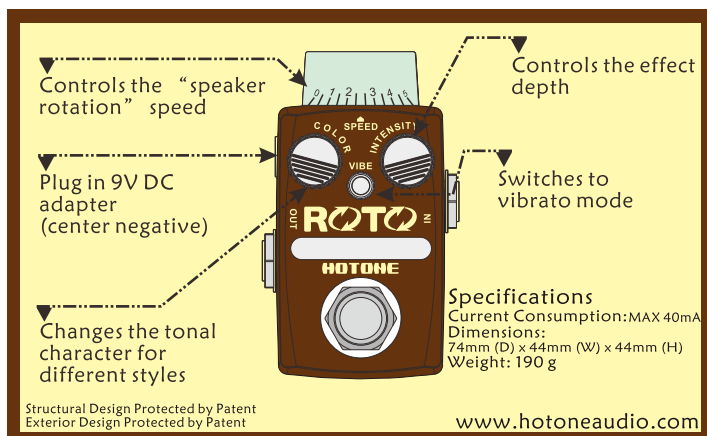 Controls the “speaker
rotation” speed
Controls the effect
depth
0 1 2 3 4 5
COLOR
SPEED
INTENSITY
VIBE
Plug in 9V DC
adapter
(center negative)
Switches to
vibrato mode
OUT
ROTO
IN
HOTONE
Changes the tonal
character for
different styles
Specifications
Current Consumption:MAX 40mA
Dimensions:
74mm (D) x 44mm (W) x 44mm (H)
Weight: 190 g
Structural Design Protected by Patent
Exterior Design Protected by Patent
www.hotoneaudio.com